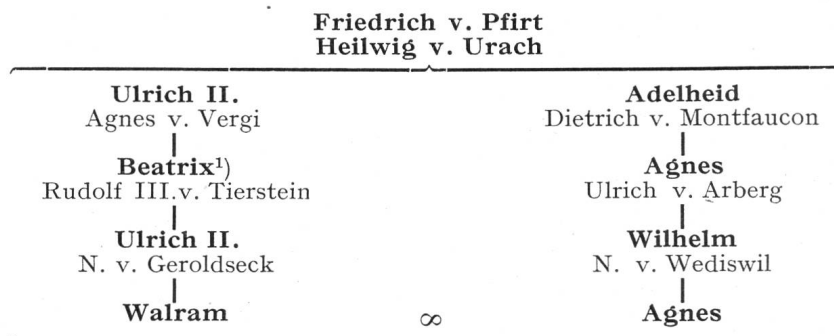 Friedrich v. Pfirt
Heilwig v. Urach
Ulrich II. Adelheid
Agnes v. Vergi Dietrich v. Montfaucon
Beatrix¹) Agnes
Rudolf III.v. Tierstein Ulrich v. Arberg
Ulrich II. Wilhelm
N. v. Geroldseck N. v. Wediswil
Walram ∞ Agnes